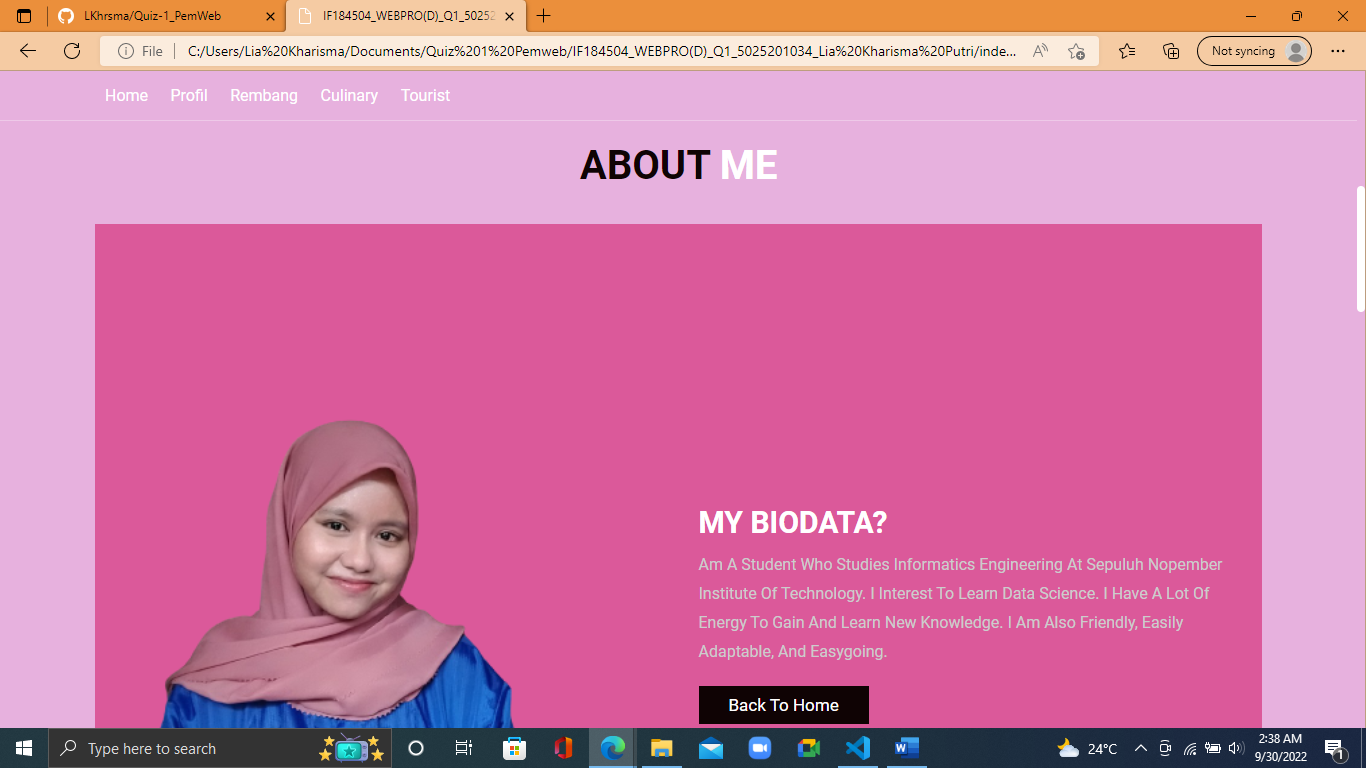 LKhrsma/Quiz-1_PemWeb
IF184504_WEBPRO(D)_Q1_50252
File
C:/Users/Lia%20Kharisma/Documents/Quiz%201%20Pemweb/IF184504_WEBPRO(D)_Q1_5025201034_Lia%20Kharisma%20Putri/inde...
Not syncing
Home Profil Rembang Culinary Tourist
ABOUT ME
MY BIODATA?
Am A Student Who Studies Informatics Engineering At Sepuluh Nopember
Institute Of Technology. I Interest To Learn Data Science. I Have A Lot Of
Energy To Gain And Learn New Knowledge. I Am Also Friendly, Easily
Adaptable, And Easygoing.
Back To Home
Type here to search
24°C
2:38 AM
9/30/2022
1